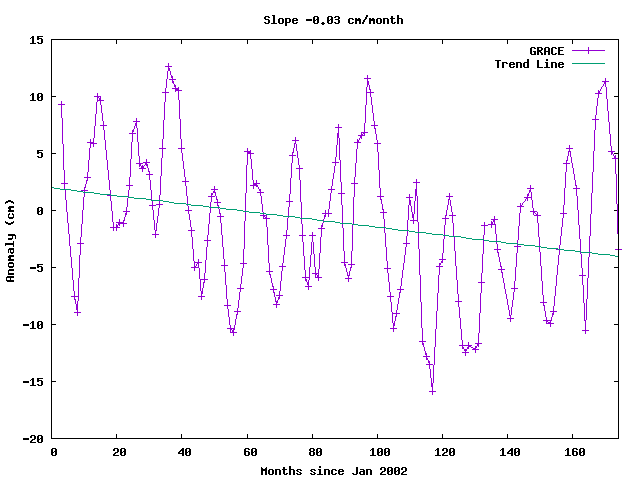 Slope -0.03 cm/month
GRACE
Trend Line
15
10
5
0
-5
-10
-15
-20
Anomaly (cm)
0 20 40 60 80 100 120 140 160
Months since Jan 2002